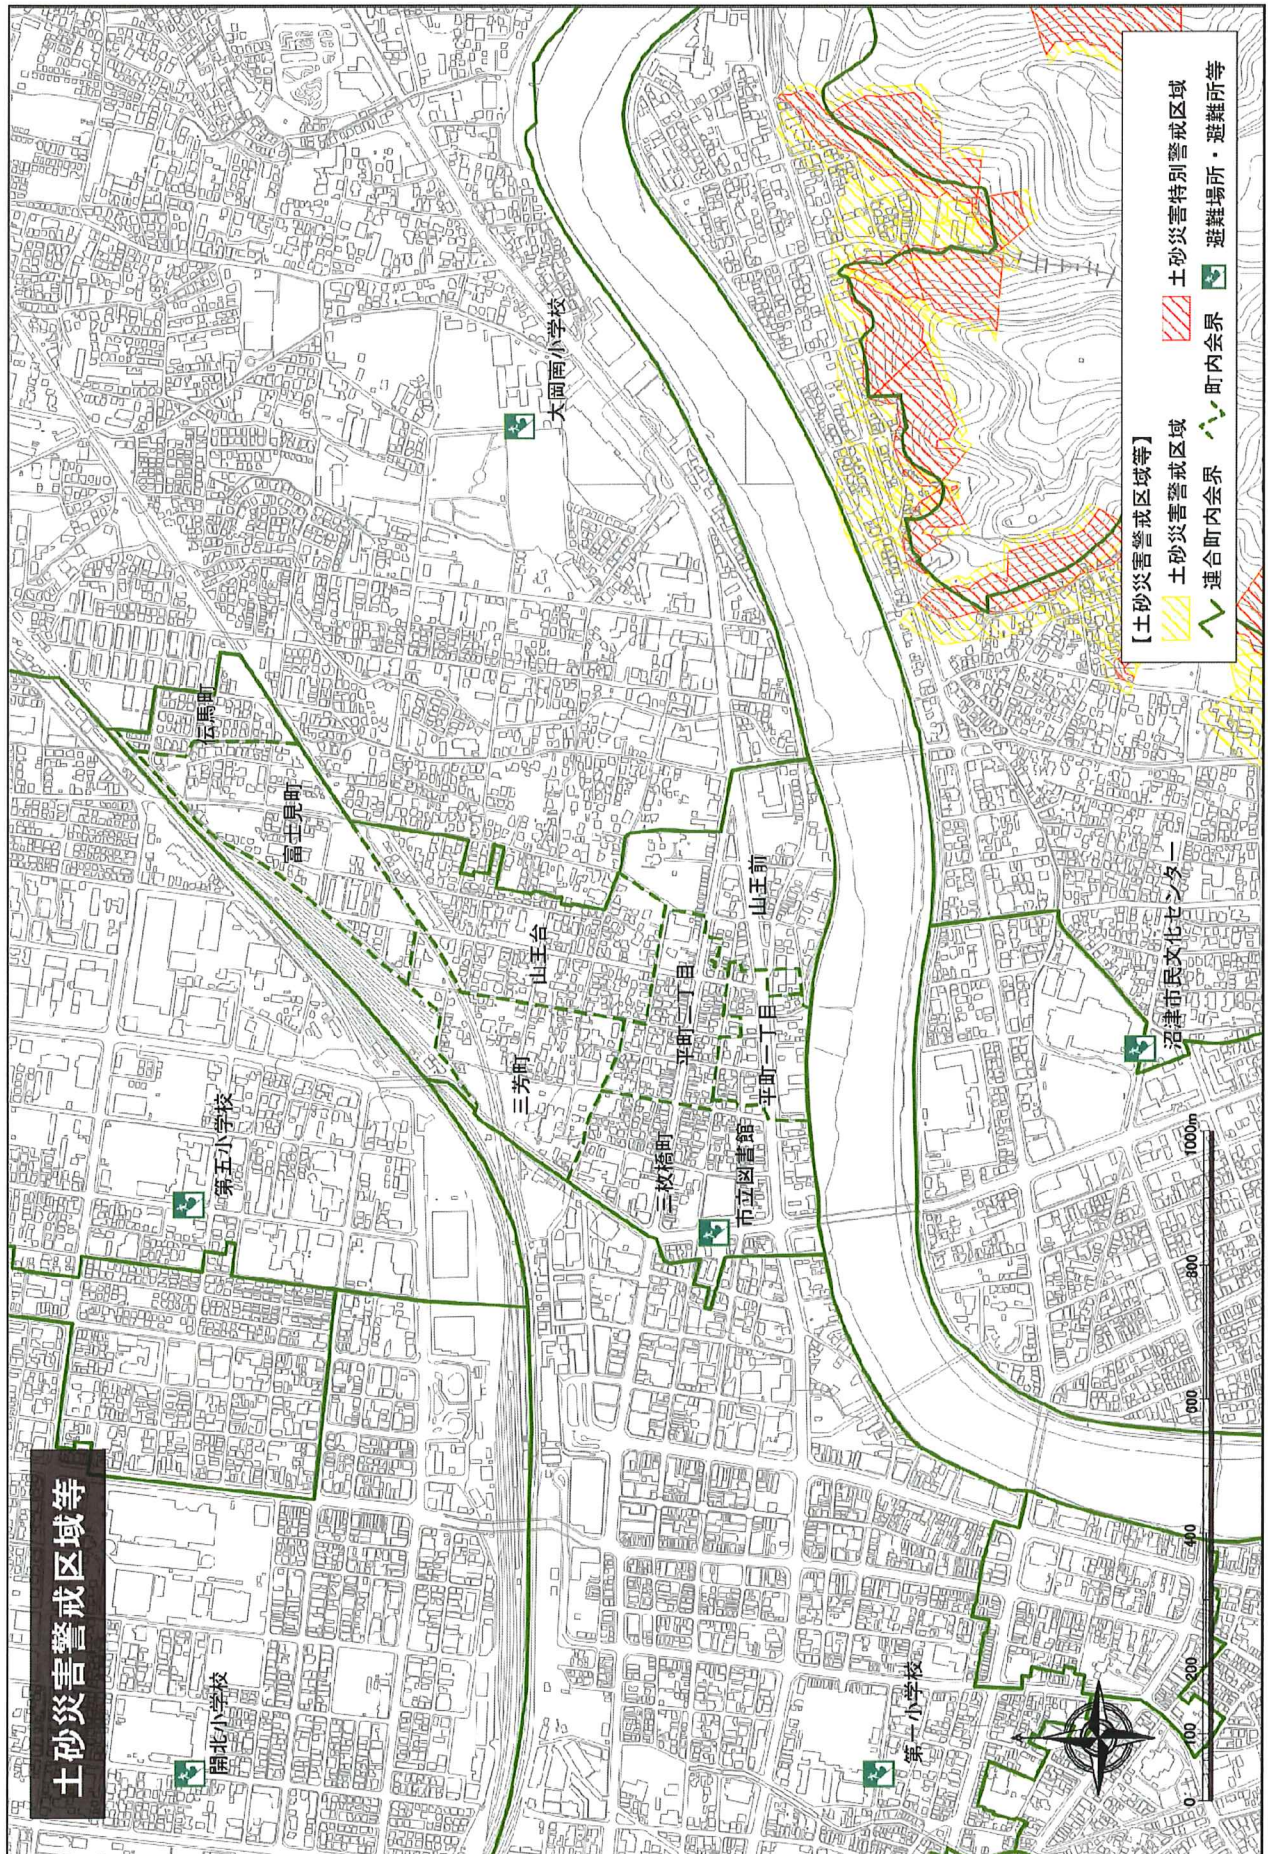 土砂災害警戒区域等
開北小学校
第五小学校
伝馬町
富士見町
大岡南小学校
山王台
三芳町
平町二丁目
山王前
三枚橋町
市立図書館
平町一丁目
第一小学校
沼津市民文化センター
【土砂災害警戒区域等】
土砂災害警戒区域
土砂災害特別警戒区域
連合町内会界
町内会界
避難場所・避難所等
0 100 200 400 600 800 1000m